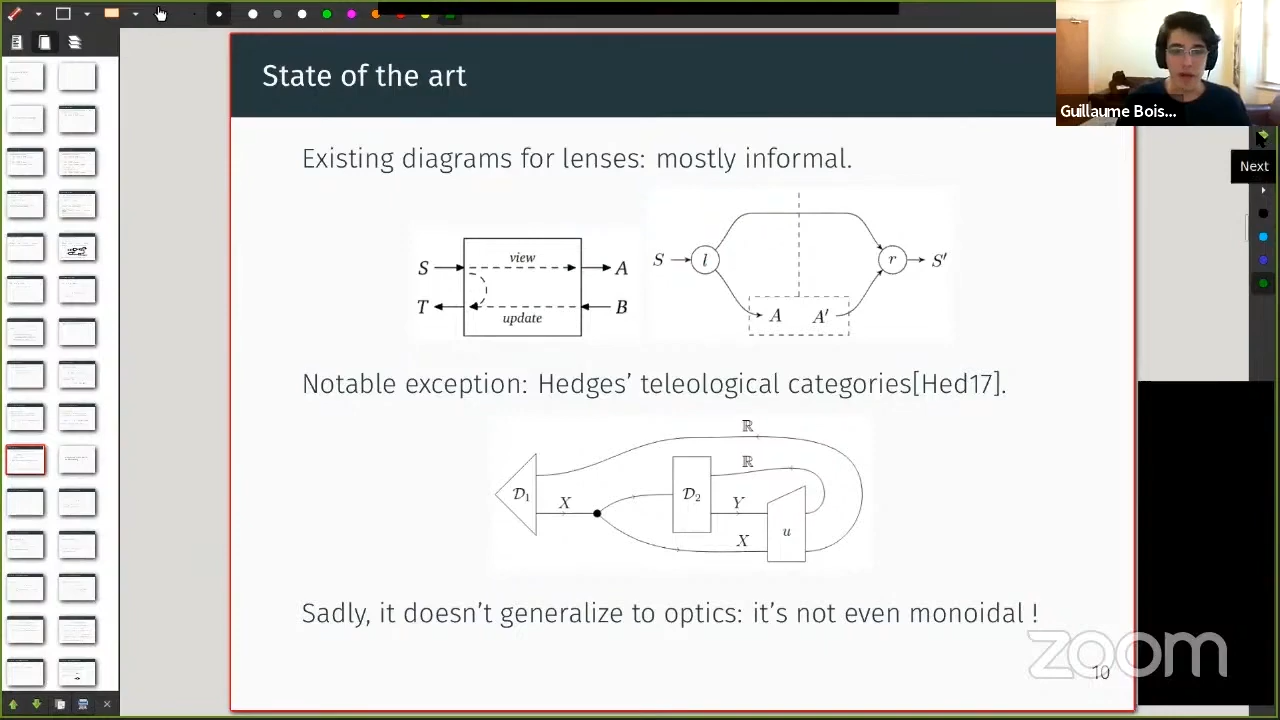 State of the art
Guillaume Bois...
Next
Existing diagrams for lenses: mostly informal.
S view A
T update B
S l r S′
A A′
Notable exception: Hedges’ teleological categories[Hed17].
ℝ
ℝ
𝒟₁ X 𝒟₂ Y
X u
Sadly, it doesn’t generalize to optics: it’s not even monoidal !
zoom
10